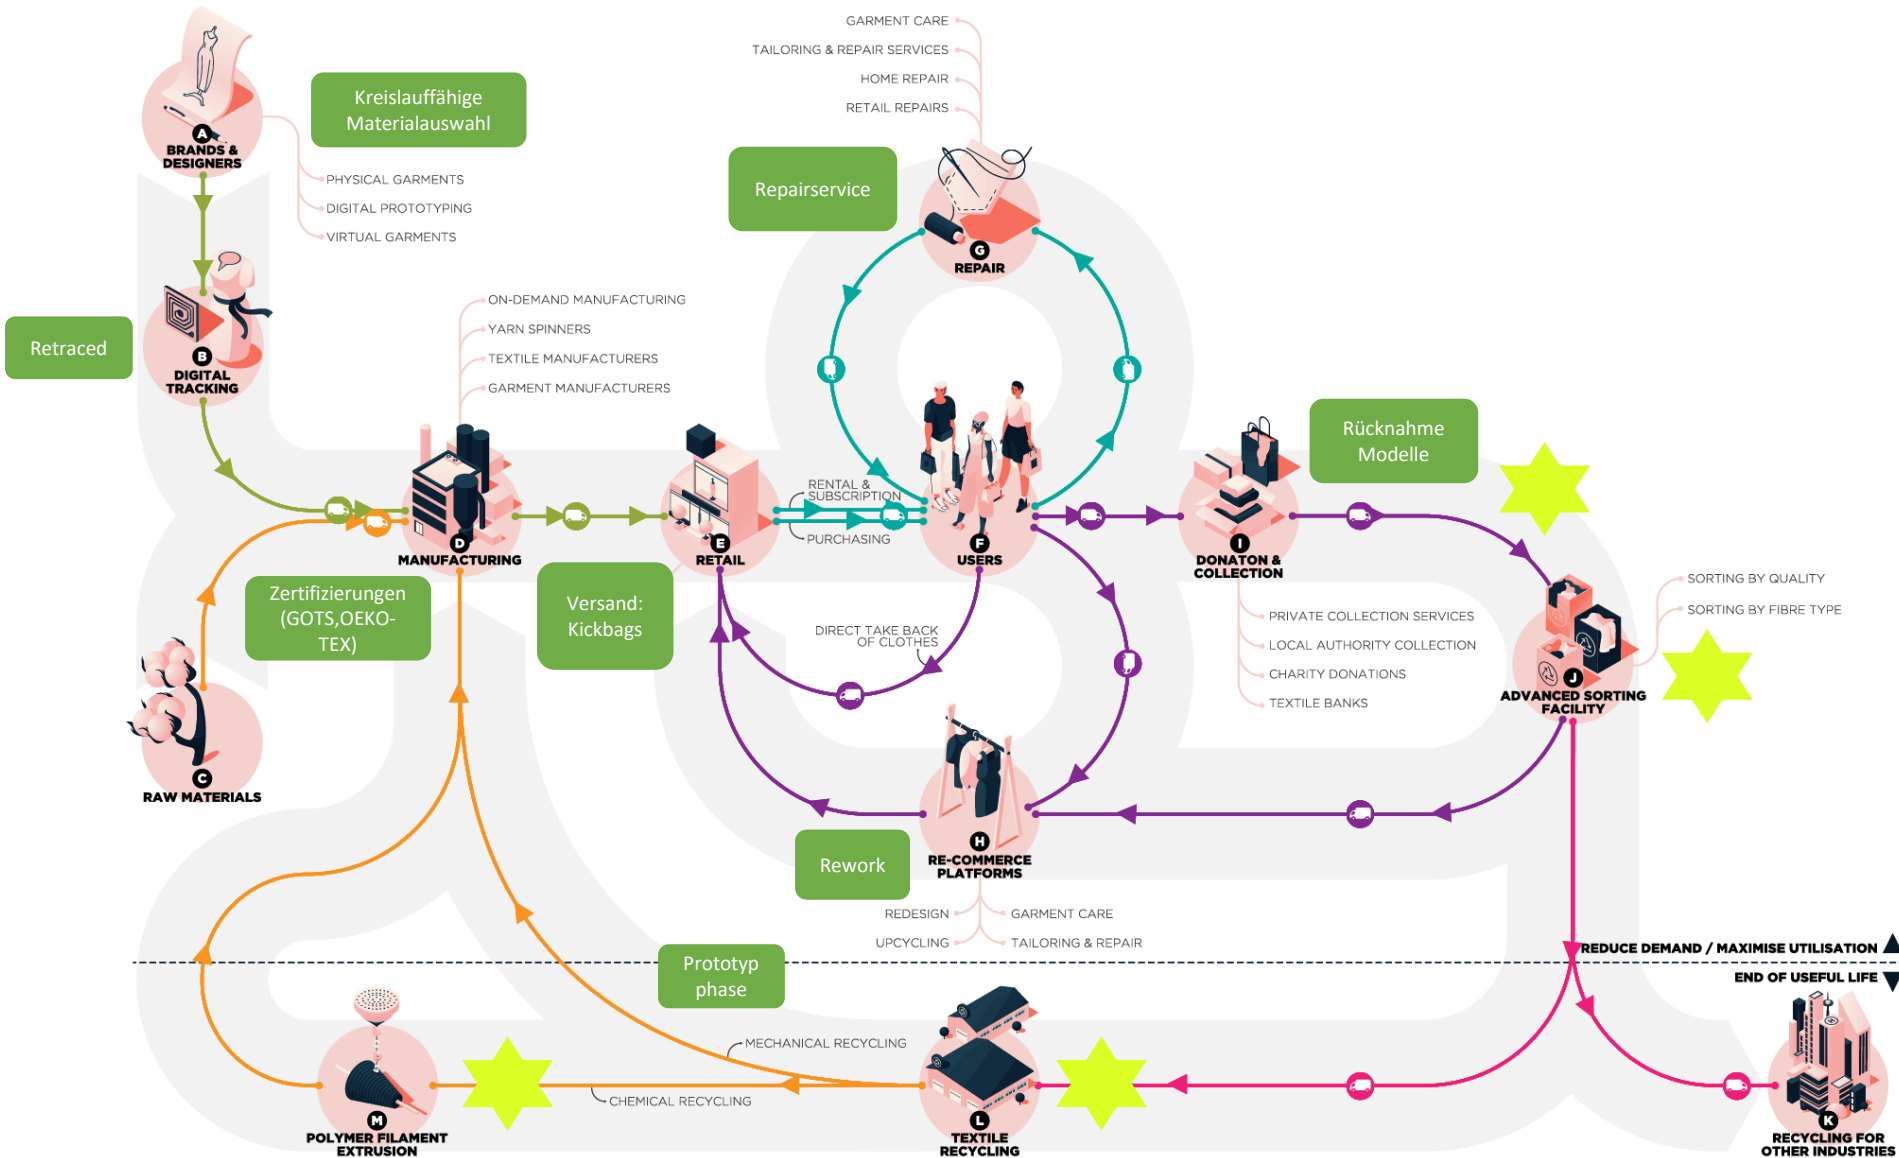 GARMENT CARE
TAILORING & REPAIR SERVICES
HOME REPAIR
RETAIL REPAIRS
A
BRANDS &
DESIGNERS
Kreislauffähige
Materialauswahl
PHYSICAL GARMENTS
DIGITAL PROTOTYPING
VIRTUAL GARMENTS
Repairservice
G
REPAIR
Retraced
B
DIGITAL
TRACKING
ON-DEMAND MANUFACTURING
YARN SPINNERS
TEXTILE MANUFACTURERS
GARMENT MANUFACTURERS
Rücknahme
Modelle
D
MANUFACTURING
E
RETAIL
RENTAL &
SUBSCRIPTION
PURCHASING
F
USERS
I
DONATON &
COLLECTION
Zertifizierungen
(GOTS,OEKO-
TEX)
Versand:
Kickbags
DIRECT TAKE BACK
OF CLOTHES
PRIVATE COLLECTION SERVICES
LOCAL AUTHORITY COLLECTION
CHARITY DONATIONS
TEXTILE BANKS
SORTING BY QUALITY
SORTING BY FIBRE TYPE
J
ADVANCED SORTING
FACILITY
C
RAW MATERIALS
H
RE-COMMERCE
PLATFORMS
Rework
REDESIGN
UPCYCLING
GARMENT CARE
TAILORING & REPAIR
REDUCE DEMAND / MAXIMISE UTILISATION
END OF USEFUL LIFE
Prototyp
phase
MECHANICAL RECYCLING
CHEMICAL RECYCLING
M
POLYMER FILAMENT
EXTRUSION
L
TEXTILE
RECYCLING
K
RECYCLING FOR
OTHER INDUSTRIES